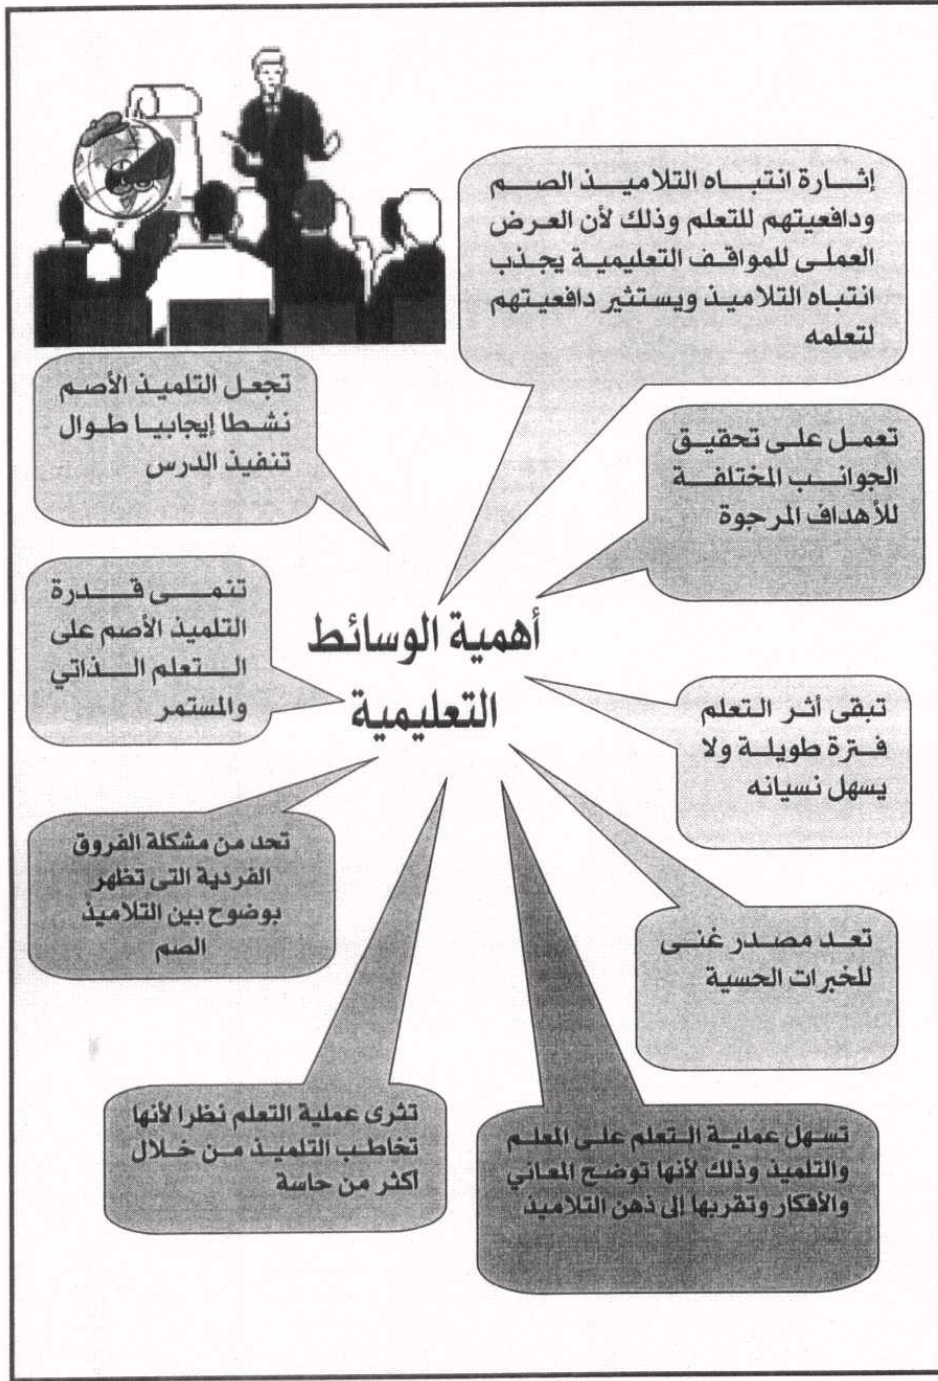 إثارة انتباه التلاميذ الصم
ودافعيتهم للتعلم وذلك لأن العرض
العملى للمواقف التعليمية يجذب
انتباه التلاميذ ويستثير دافعيتهم
لتعلمه
تجعل التلميذ الأصم
نشطا إيجابيا طوال
تنفيذ الدرس
تعمل على تحقيق
الجوانب المختلفة
للأهداف المرجوة
تنمى قدرة
التلميذ الأصم على
التعلم الذاتي
والمستمر
أهمية الوسائط
التعليمية
تبقى أثر التعلم
فترة طويلة ولا
يسهل نسيانه
تحد من مشكلة الفروق
الفردية التى تظهر
بوضوح بين التلاميذ
الصم
تعد مصدر غنى
للخبرات الحسية
تثرى عملية التعلم نظرا لأنها
تخاطب التلميذ من خلال
أكثر من حاسة
تسهل عملية التعلم على المعلم
والتلميذ وذلك لأنها توضح المعاني
والأفكار وتقربها إلى ذهن التلاميذ